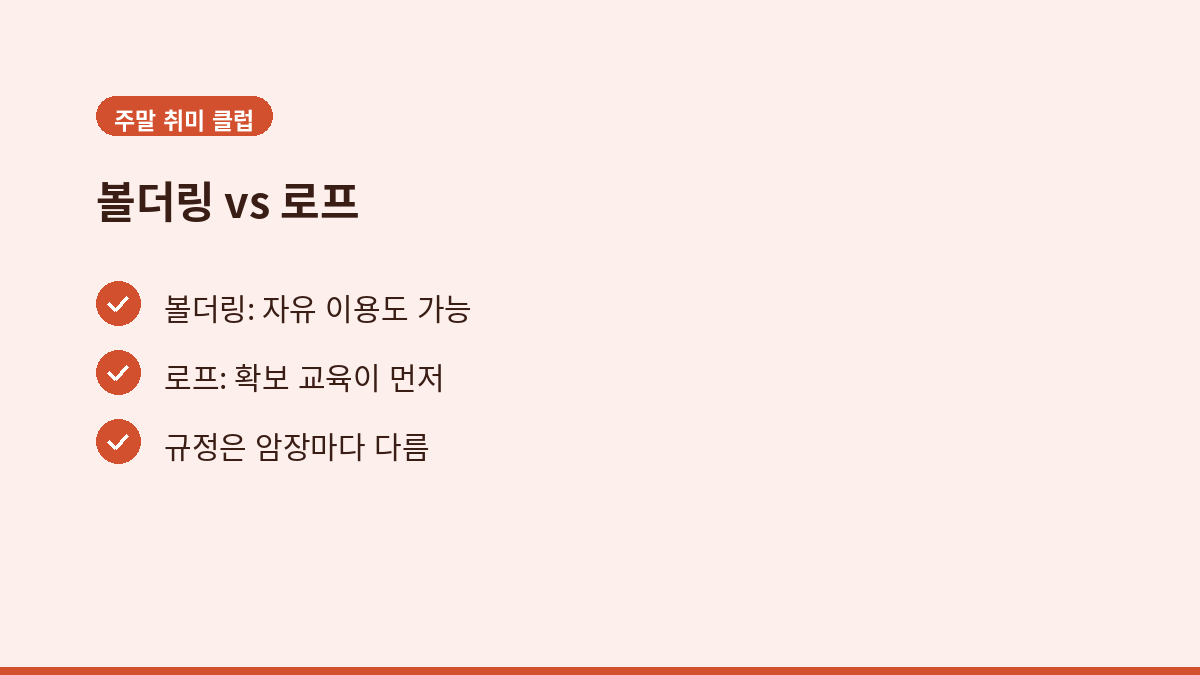 주말 취미 클럽
볼더링 vs 로프
볼더링: 자유 이용도 가능
로프: 확보 교육이 먼저
규정은 암장마다 다름